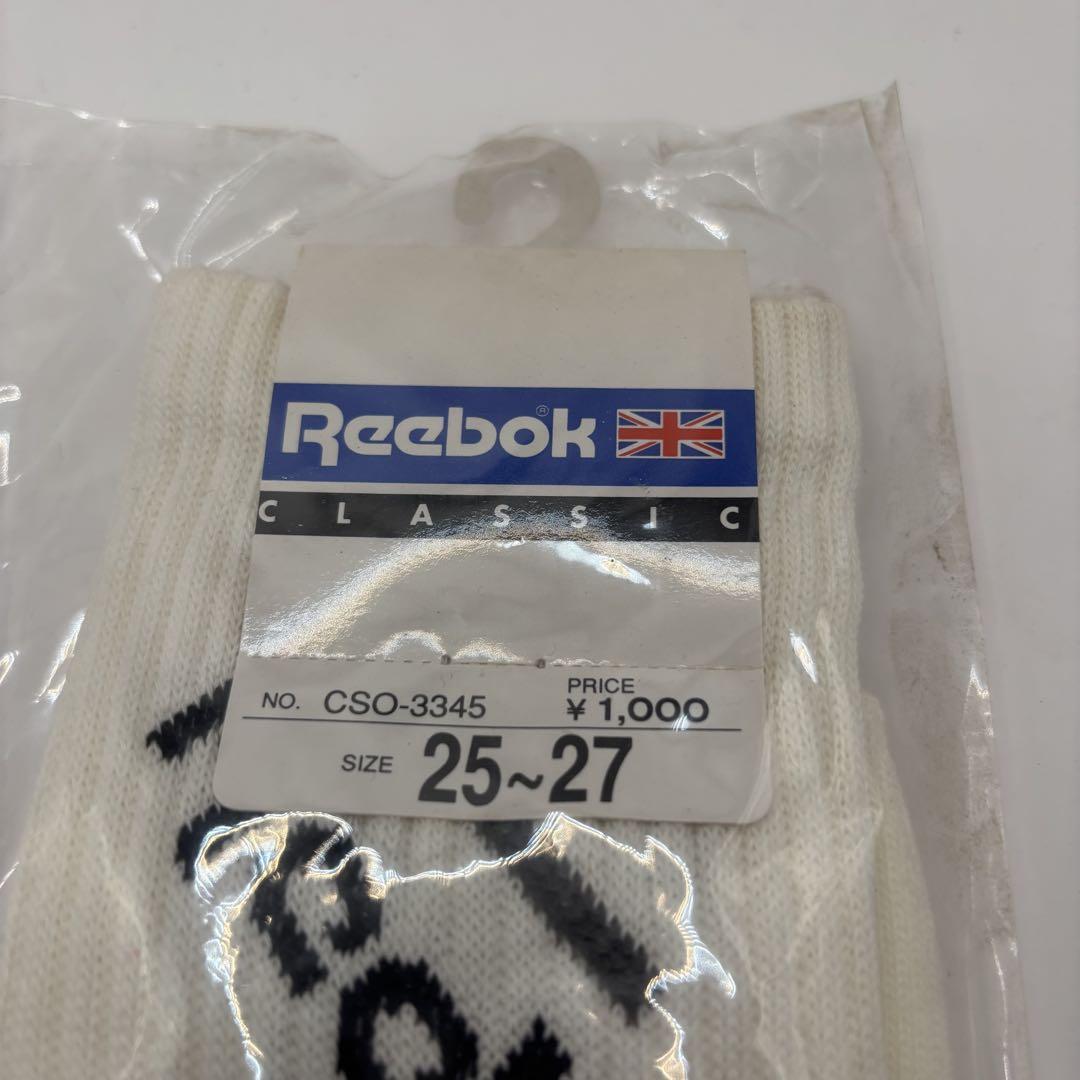 Reebok®
CLASSIC
NO. CSO-3345
PRICE
¥ 1,000
SIZE 25~27